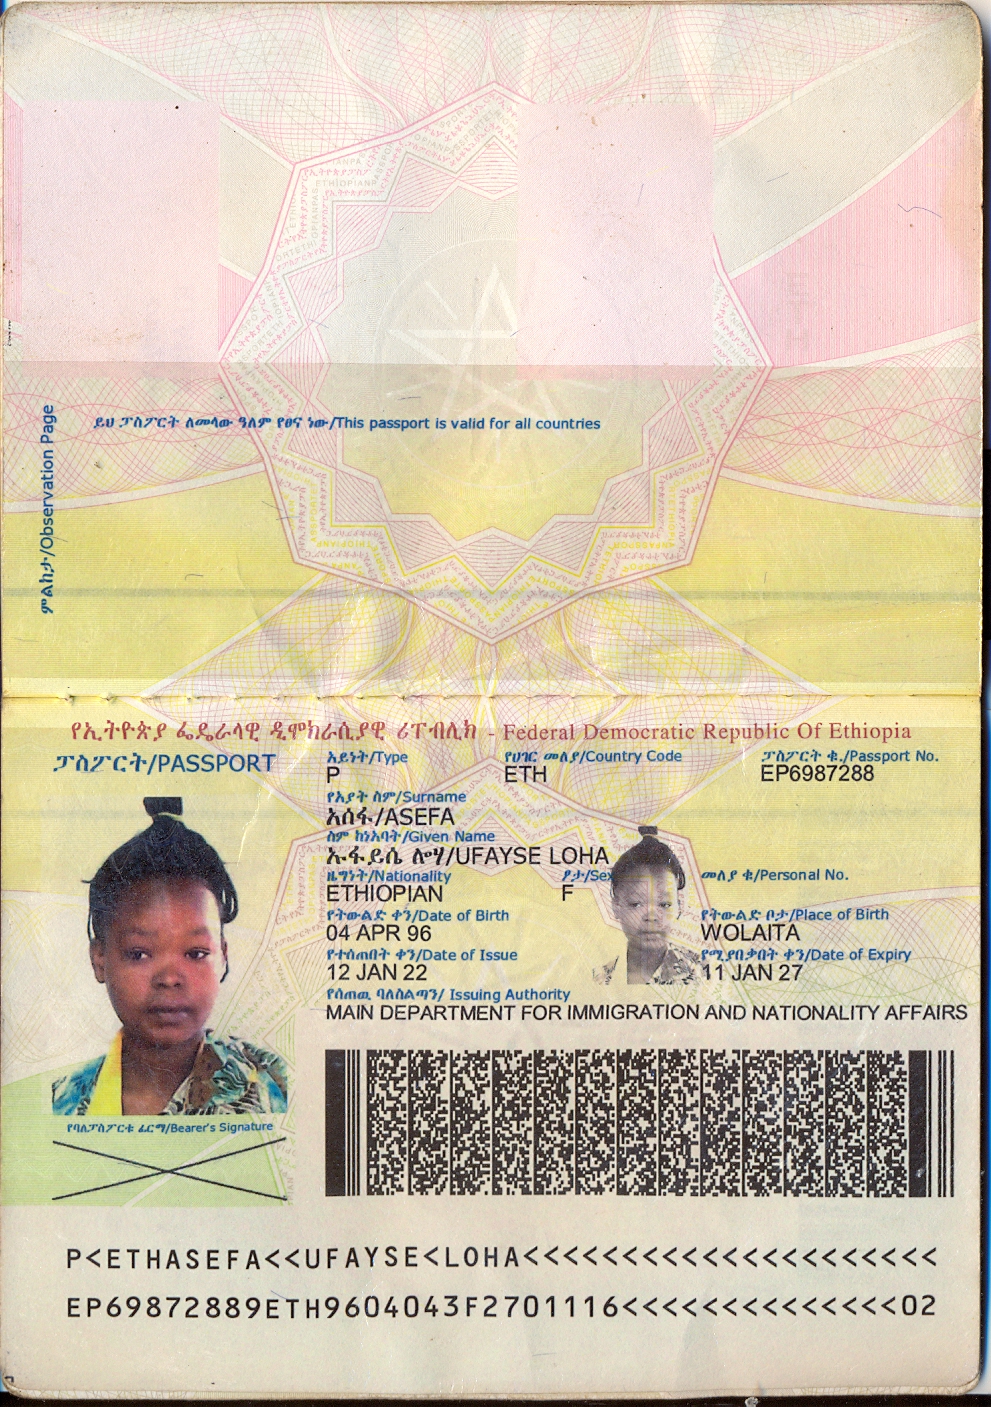 ይህ ፓስፖርት ለመላው ዓለም የፀና ነው/This passport is valid for all countries
ምልከታ/Observation Page
የኢትዮጵያ ፌዴራላዊ ዲሞክራሲያዊ ሪፐብሊክ - Federal Democratic Republic Of Ethiopia
ፓስፖርት/PASSPORT
አይነት/Type
የሀገር መለያ/Country Code
ፓስፖርት ቁ./Passport No.
P
ETH
EP6987288
የአያት ስም/Surname
አሰፋ/ASEFA
ስም ከነአባት/Given Name
ኡፋይሴ ሎሃ/UFAYSE LOHA
ዜግነት/Nationality
ፆታ/Sex
መለያ ቁ/Personal No.
ETHIOPIAN
F
የትውልድ ቀን/Date of Birth
የትውልድ ቦታ/Place of Birth
04 APR 96
WOLAITA
የተሰጠበት ቀን/Date of Issue
የሚያበቃበት ቀን/Date of Expiry
12 JAN 22
11 JAN 27
የሰጠዉ ባለስልጣን/ Issuing Authority
MAIN DEPARTMENT FOR IMMIGRATION AND NATIONALITY AFFAIRS
የባለፓስፖርቱ ፊርማ/Bearer's Signature
P<ETHASEFA<<UFAYSE<LOHA<<<<<<<<<<<<<<<<<<<<<
EP69872889ETH9604043F2701116<<<<<<<<<<<<<<02